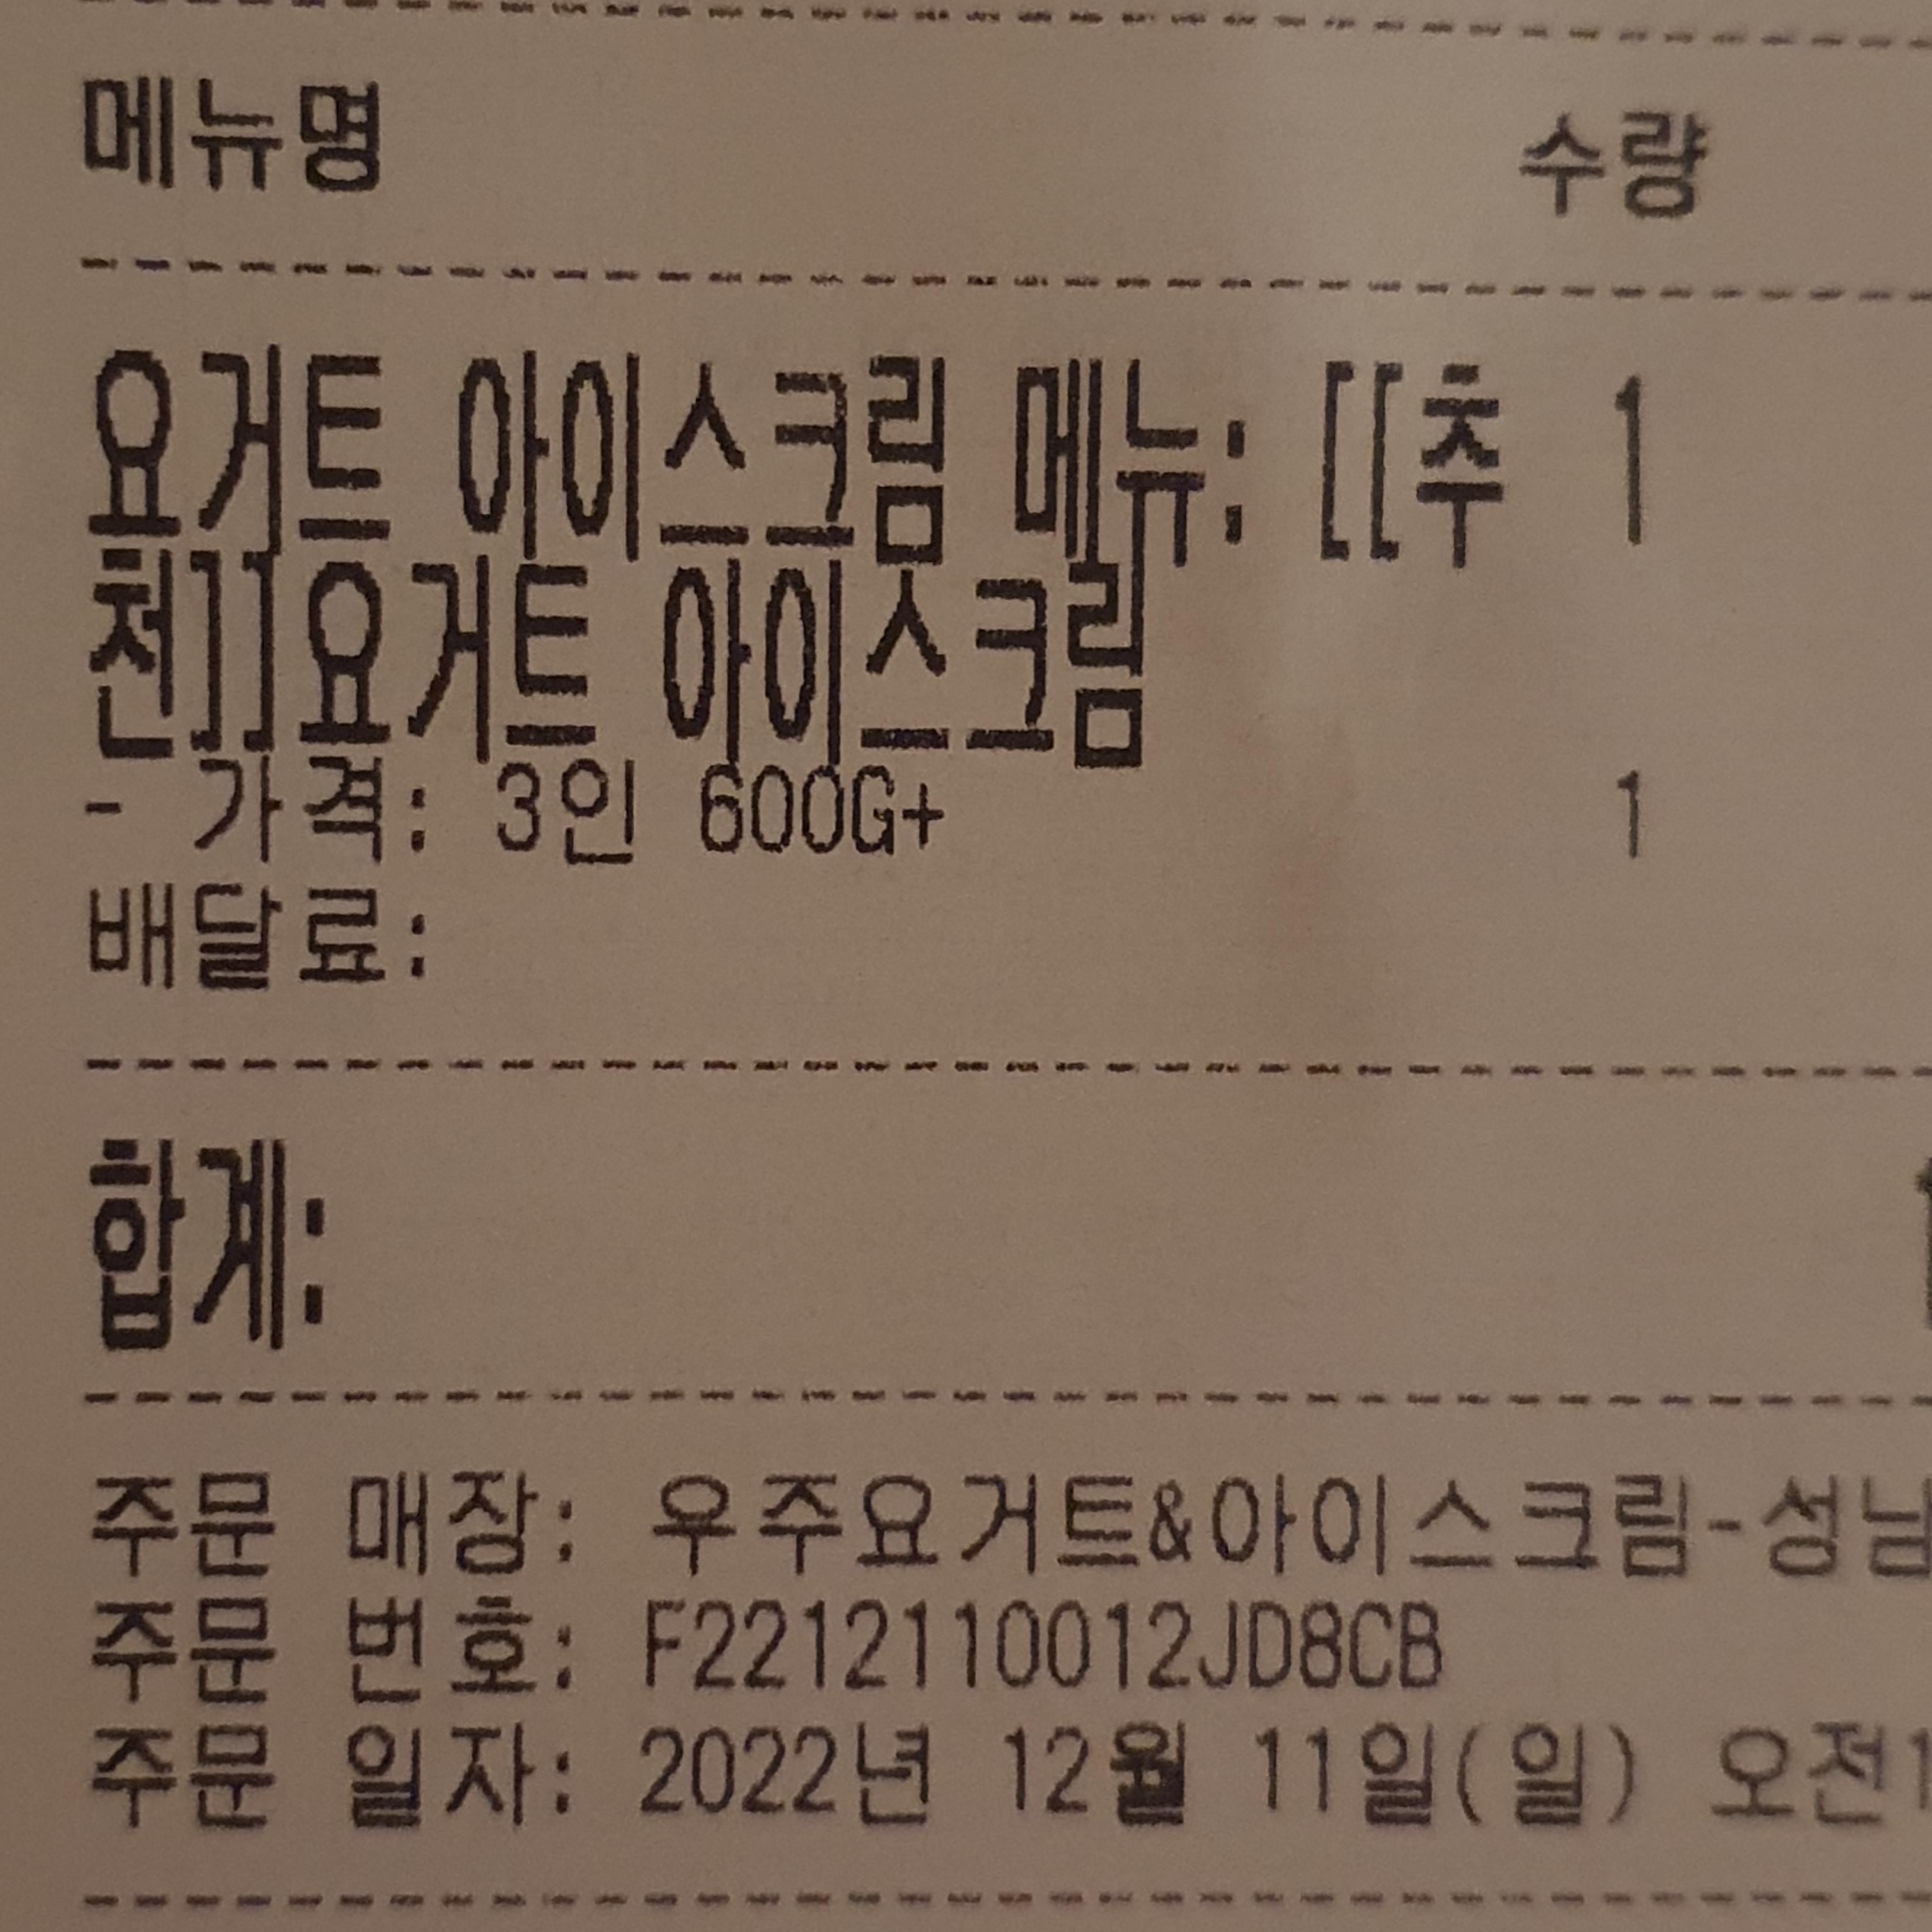 메뉴명 수량
요거트 아이스크림 메뉴: [[추 1
천]]요거트 아이스크림
- 가격: 3인 600G+ 1
배달료:
합계:
주문 매장: 우주요거트&아이스크림-성남
주문 번호: F2212110012JD8CB
주문 일자: 2022년 12월 11일(일) 오전1